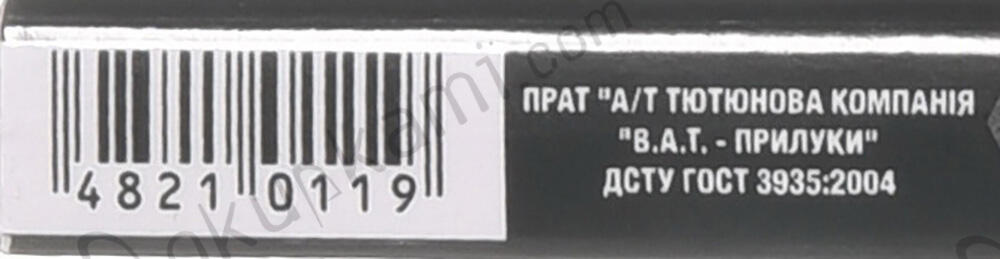 ПРАТ "А/Т ТЮТЮНОВА КОМПАНІЯ
"В.А.Т. - ПРИЛУКИ"
ДСТУ ГОСТ 3935:2004
4821 0119